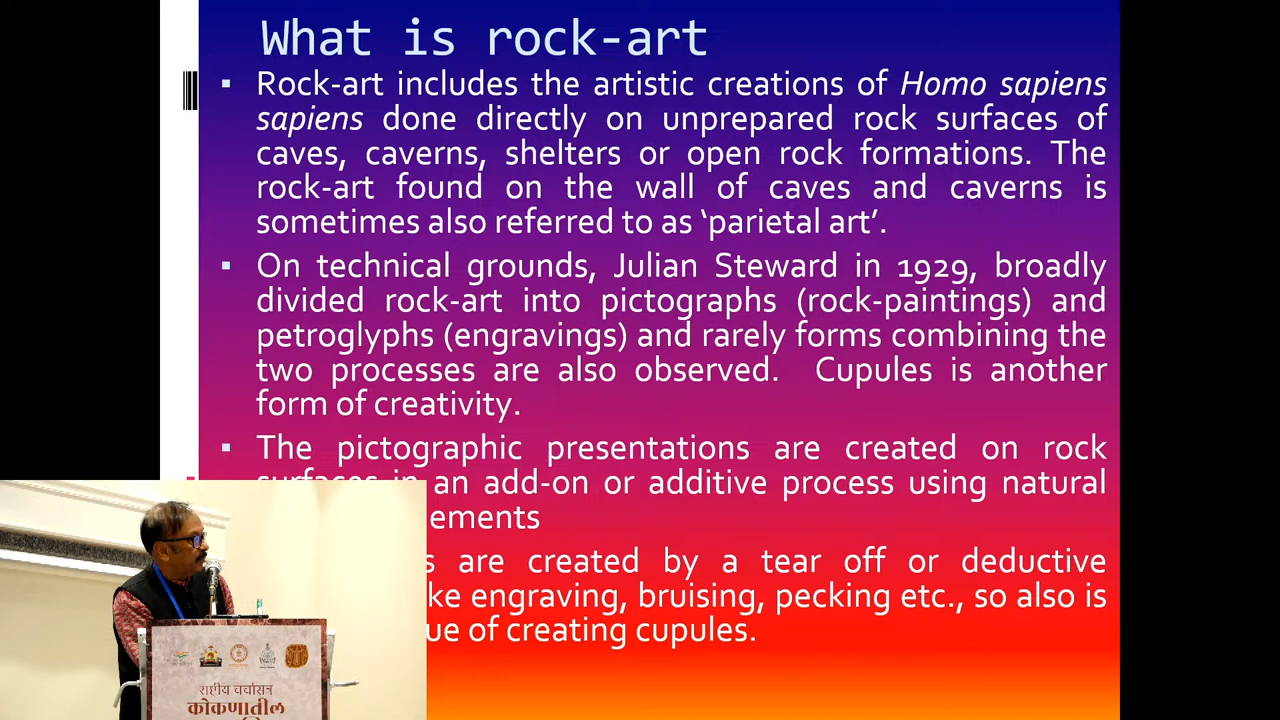 What is rock-art
▪ Rock-art includes the artistic creations of Homo sapiens
sapiens done directly on unprepared rock surfaces of
caves, caverns, shelters or open rock formations. The
rock-art found on the wall of caves and caverns is
sometimes also referred to as ‘parietal art’.
▪ On technical grounds, Julian Steward in 1929, broadly
divided rock-art into pictographs (rock-paintings) and
petroglyphs (engravings) and rarely forms combining the
two processes are also observed. Cupules is another
form of creativity.
▪ The pictographic presentations are created on rock
surfaces in an add-on or additive process using natural
ements
s are created by a tear off or deductive
ke engraving, bruising, pecking etc., so also is
ue of creating cupules.
राष्ट्रीय चर्चासत्र
कोकणातील